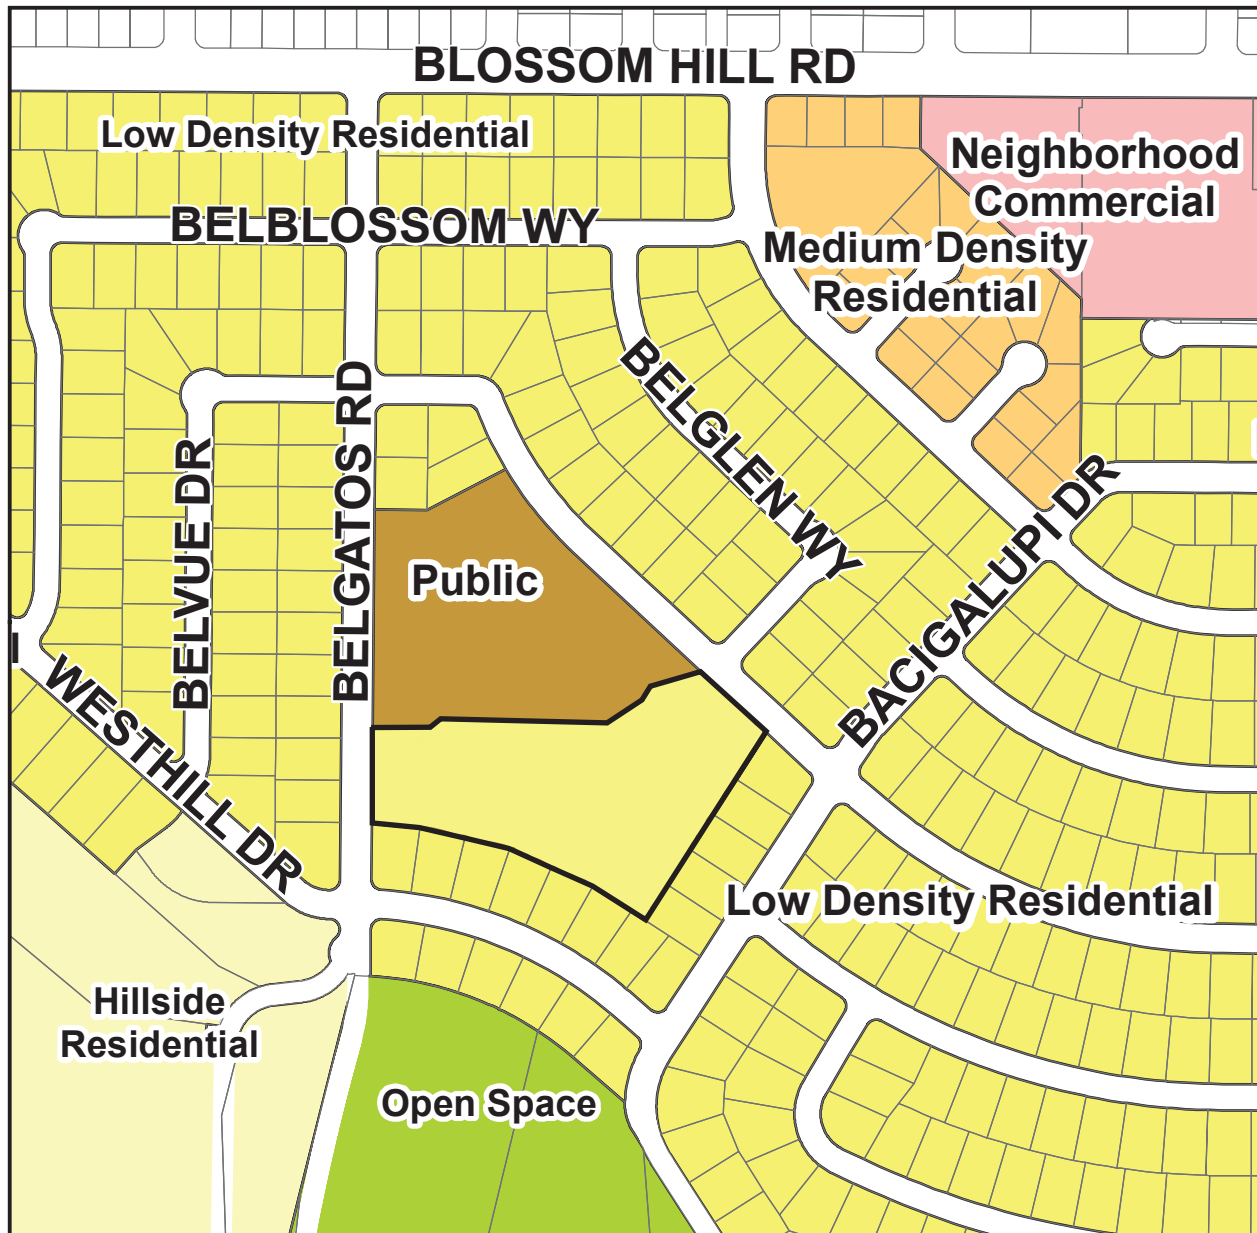 BLOSSOM HILL RD
Low Density Residential
Neighborhood
Commercial
BELBLOSSOM WY
Medium Density
Residential
BELGLEN WY
BELGATOS RD
BELVUE DR
BACIGALUPI DR
Public
WESTHILL DR
Low Density Residential
Hillside
Residential
Open Space